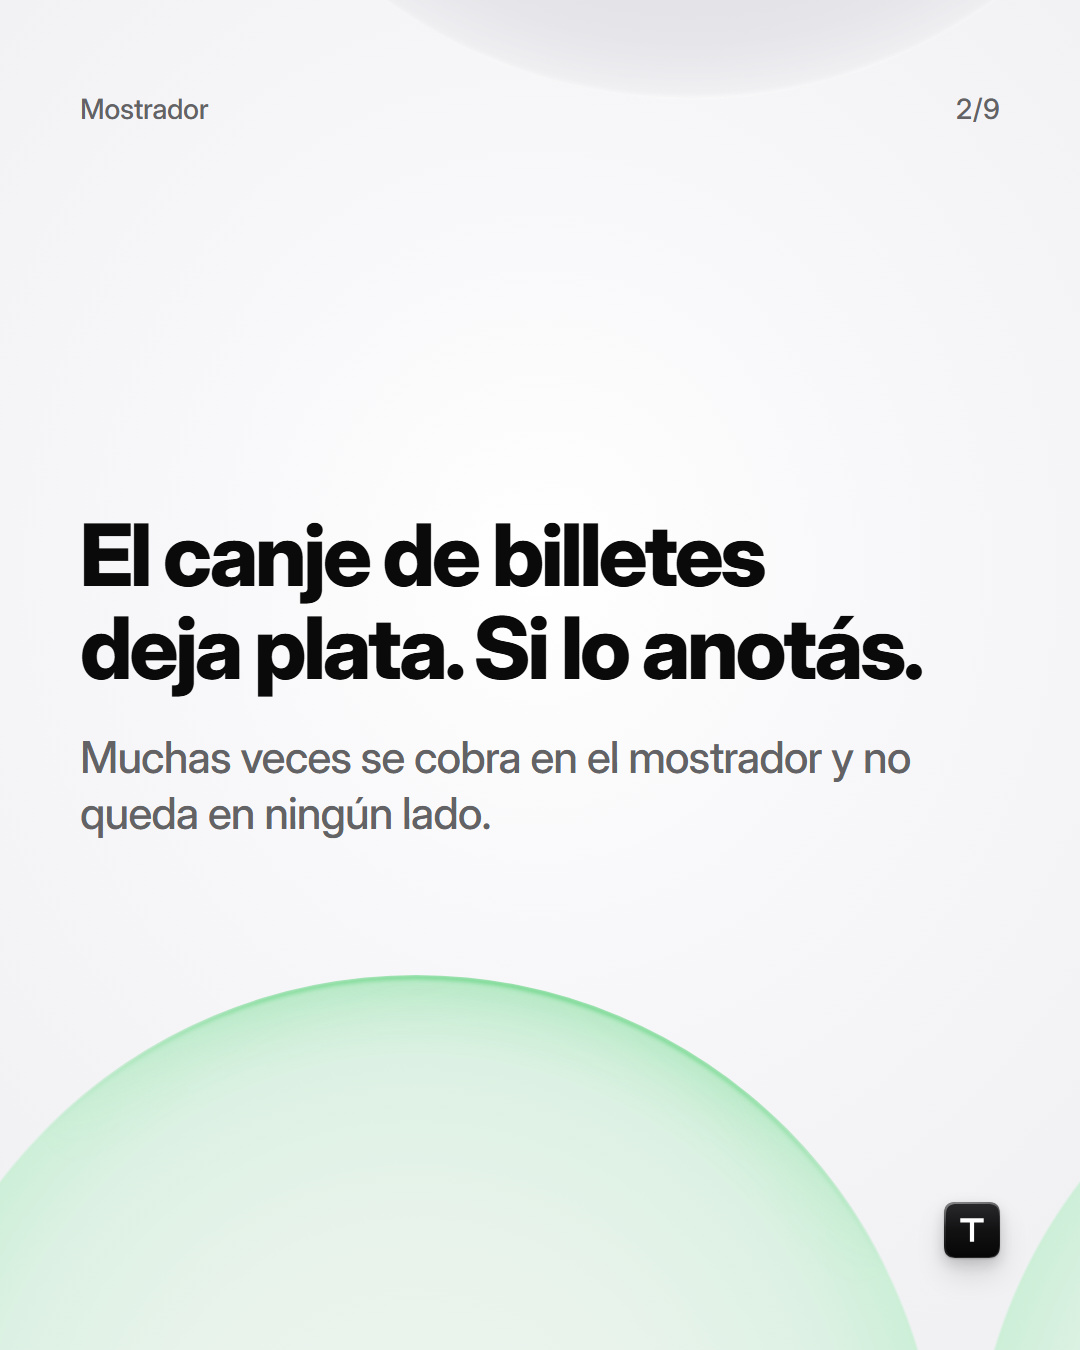 Mostrador
2/9
El canje de billetes
deja plata. Si lo anotás.
Muchas veces se cobra en el mostrador y no
queda en ningún lado.
T